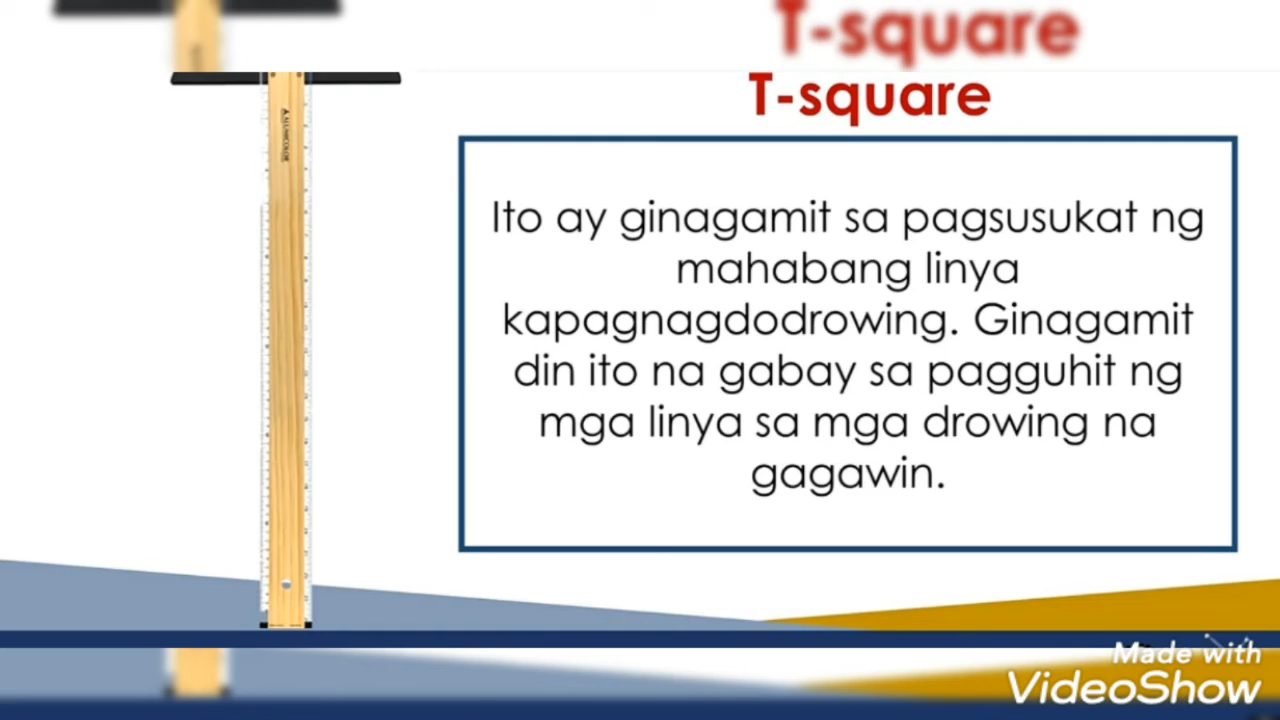 T-square
T-square
ALUMICOLOR
Ito ay ginagamit sa pagsusukat ng
mahabang linya
kapagnagdodrowing. Ginagamit
din ito na gabay sa pagguhit ng
mga linya sa mga drowing na
gagawin.
Made with
VideoShow